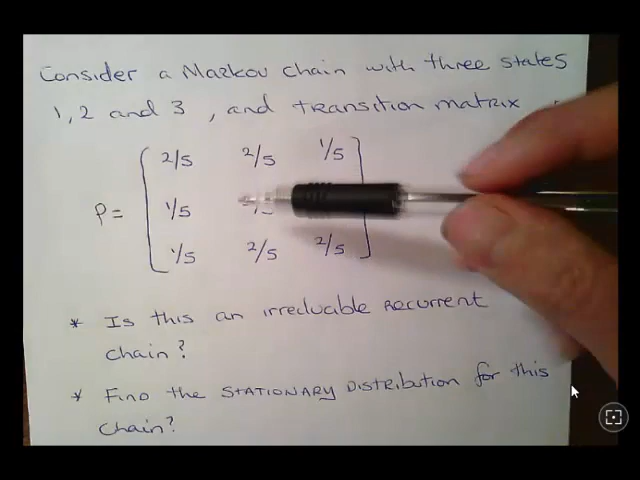 Consider a Markov chain with three states
1, 2 and 3, and transition matrix
2/5 2/5 1/5
P= 1/5
1/5 2/5 2/5
* Is this an irreducable recurrent
chain?
* Find the STATIONARY DISTRIBUTION for this
chain?